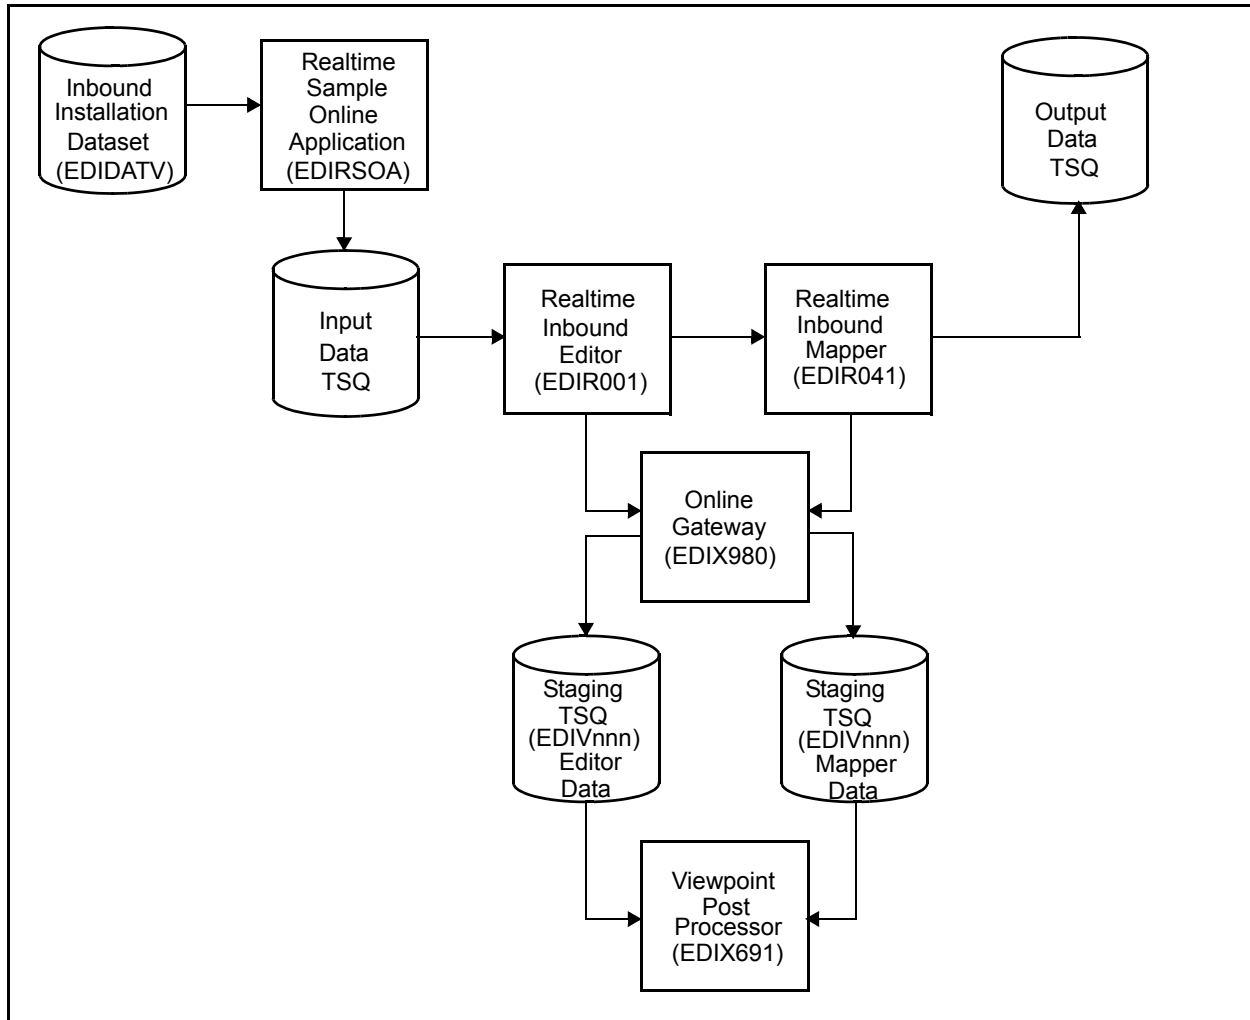 Inbound
Installation
Dataset
(EDIDATV)
Realtime
Sample
Online
Application
(EDIRSOA)
Output
Data
TSQ
Input
Data
TSQ
Realtime
Inbound
Editor
(EDIR001)
Realtime
Inbound
Mapper
(EDIR041)
Online
Gateway
(EDIX980)
Staging
TSQ
(EDIVnnn)
Editor
Data
Staging
TSQ
(EDIVnnn)
Mapper
Data
Viewpoint
Post
Processor
(EDIX691)